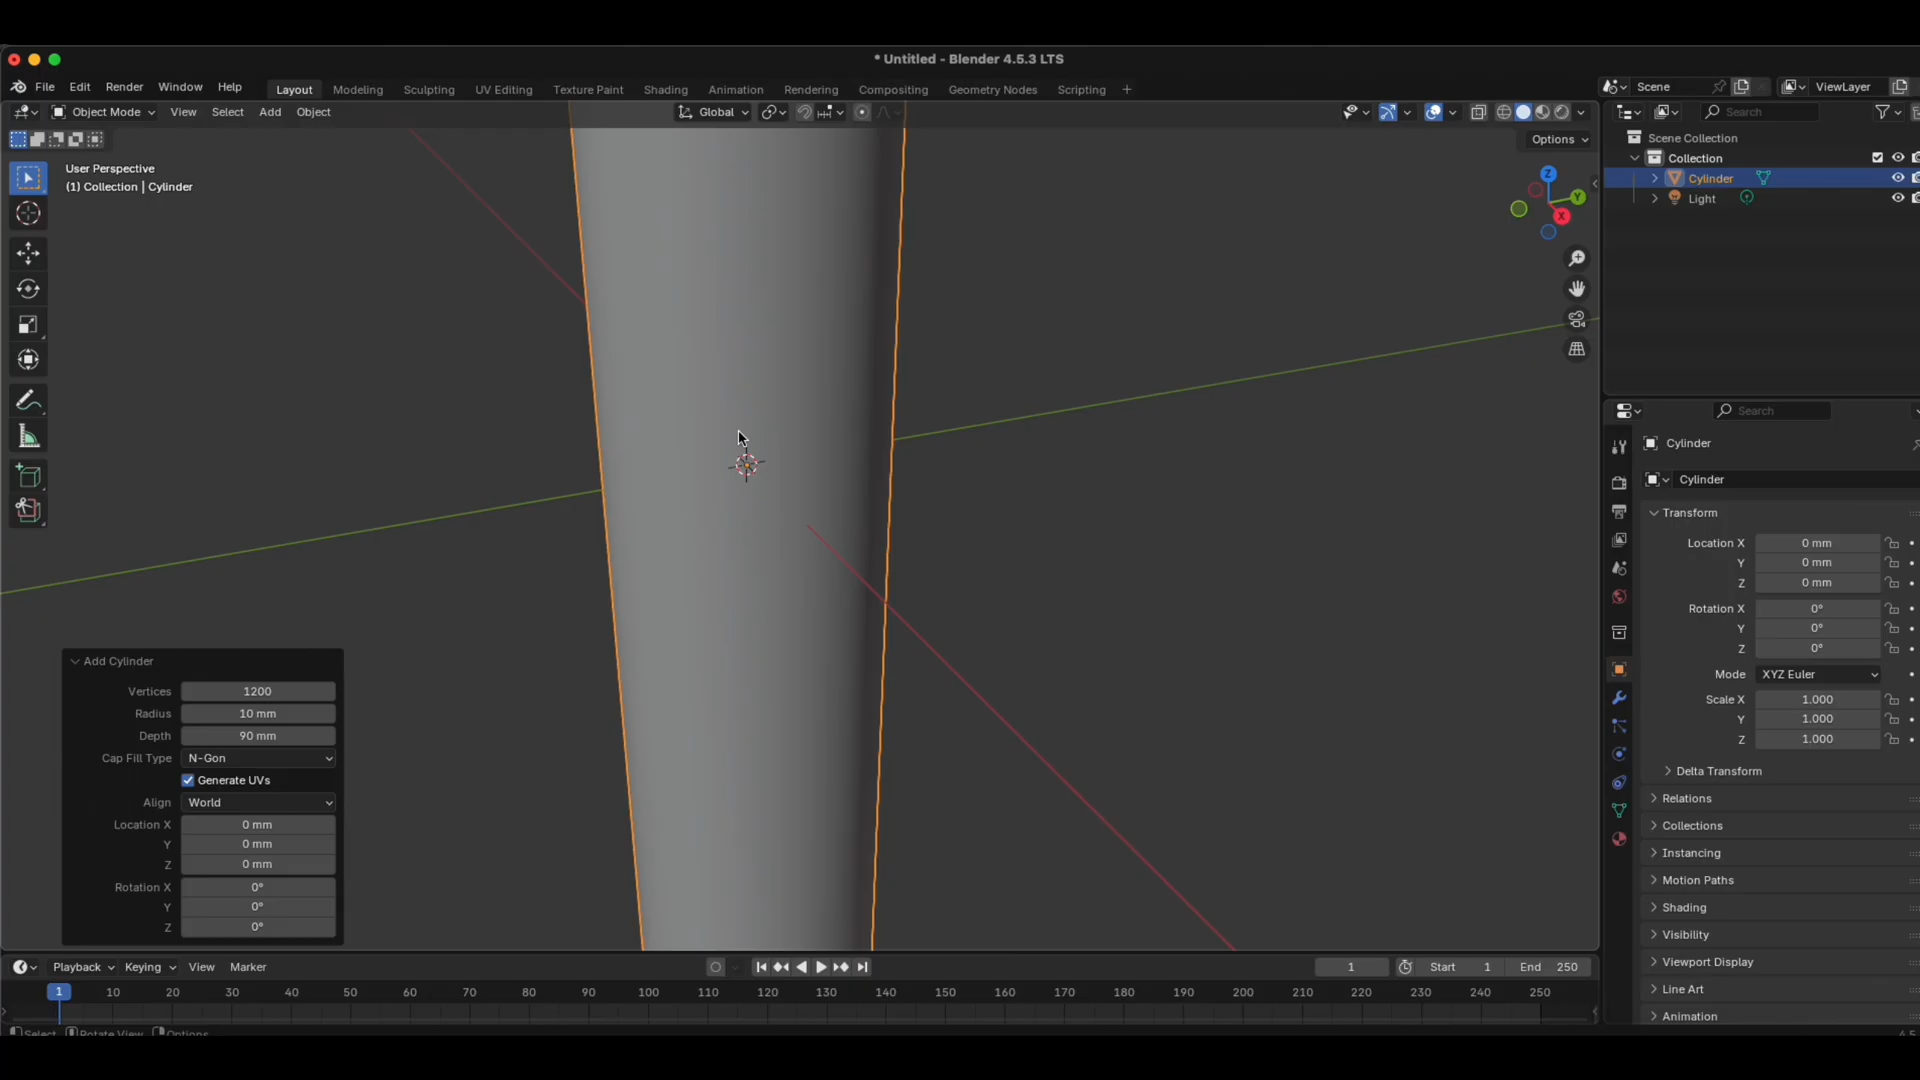 * Untitled - Blender 4.5.3 LTS
File Edit Render Window Help Layout Modeling Sculpting UV Editing Texture Paint Shading Animation Rendering Compositing Geometry Nodes Scripting + Scene ViewLayer
Object Mode View Select Add Object Global Search
Options
User Perspective
(1) Collection | Cylinder
Scene Collection
Collection
Cylinder
Light
Z
Y
X
Search
Cylinder
Cylinder
Transform
Location X 0 mm
Y 0 mm
Z 0 mm
Rotation X 0°
Y 0°
Z 0°
Mode XYZ Euler
Scale X 1.000
Y 1.000
Z 1.000
Delta Transform
Relations
Collections
Instancing
Motion Paths
Shading
Visibility
Viewport Display
Line Art
Animation
Add Cylinder
Vertices 1200
Radius 10 mm
Depth 90 mm
Cap Fill Type N-Gon
Generate UVs
Align World
Location X 0 mm
Y 0 mm
Z 0 mm
Rotation X 0°
Y 0°
Z 0°
Playback Keying View Marker 1 Start 1 End 250
1 10 20 30 40 50 60 70 80 90 100 110 120 130 140 150 160 170 180 190 200 210 220 230 240 250
Select Rotate View Options